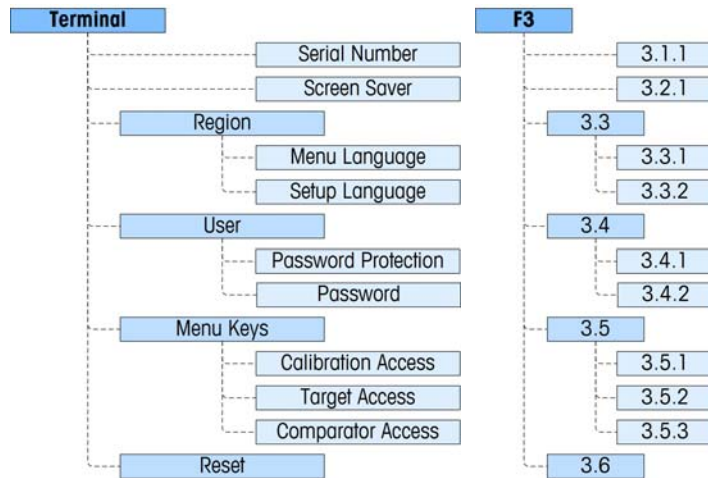 Terminal F3
Serial Number 3.1.1
Screen Saver 3.2.1
Region 3.3
Menu Language 3.3.1
Setup Language 3.3.2
User 3.4
Password Protection 3.4.1
Password 3.4.2
Menu Keys 3.5
Calibration Access 3.5.1
Target Access 3.5.2
Comparator Access 3.5.3
Reset 3.6